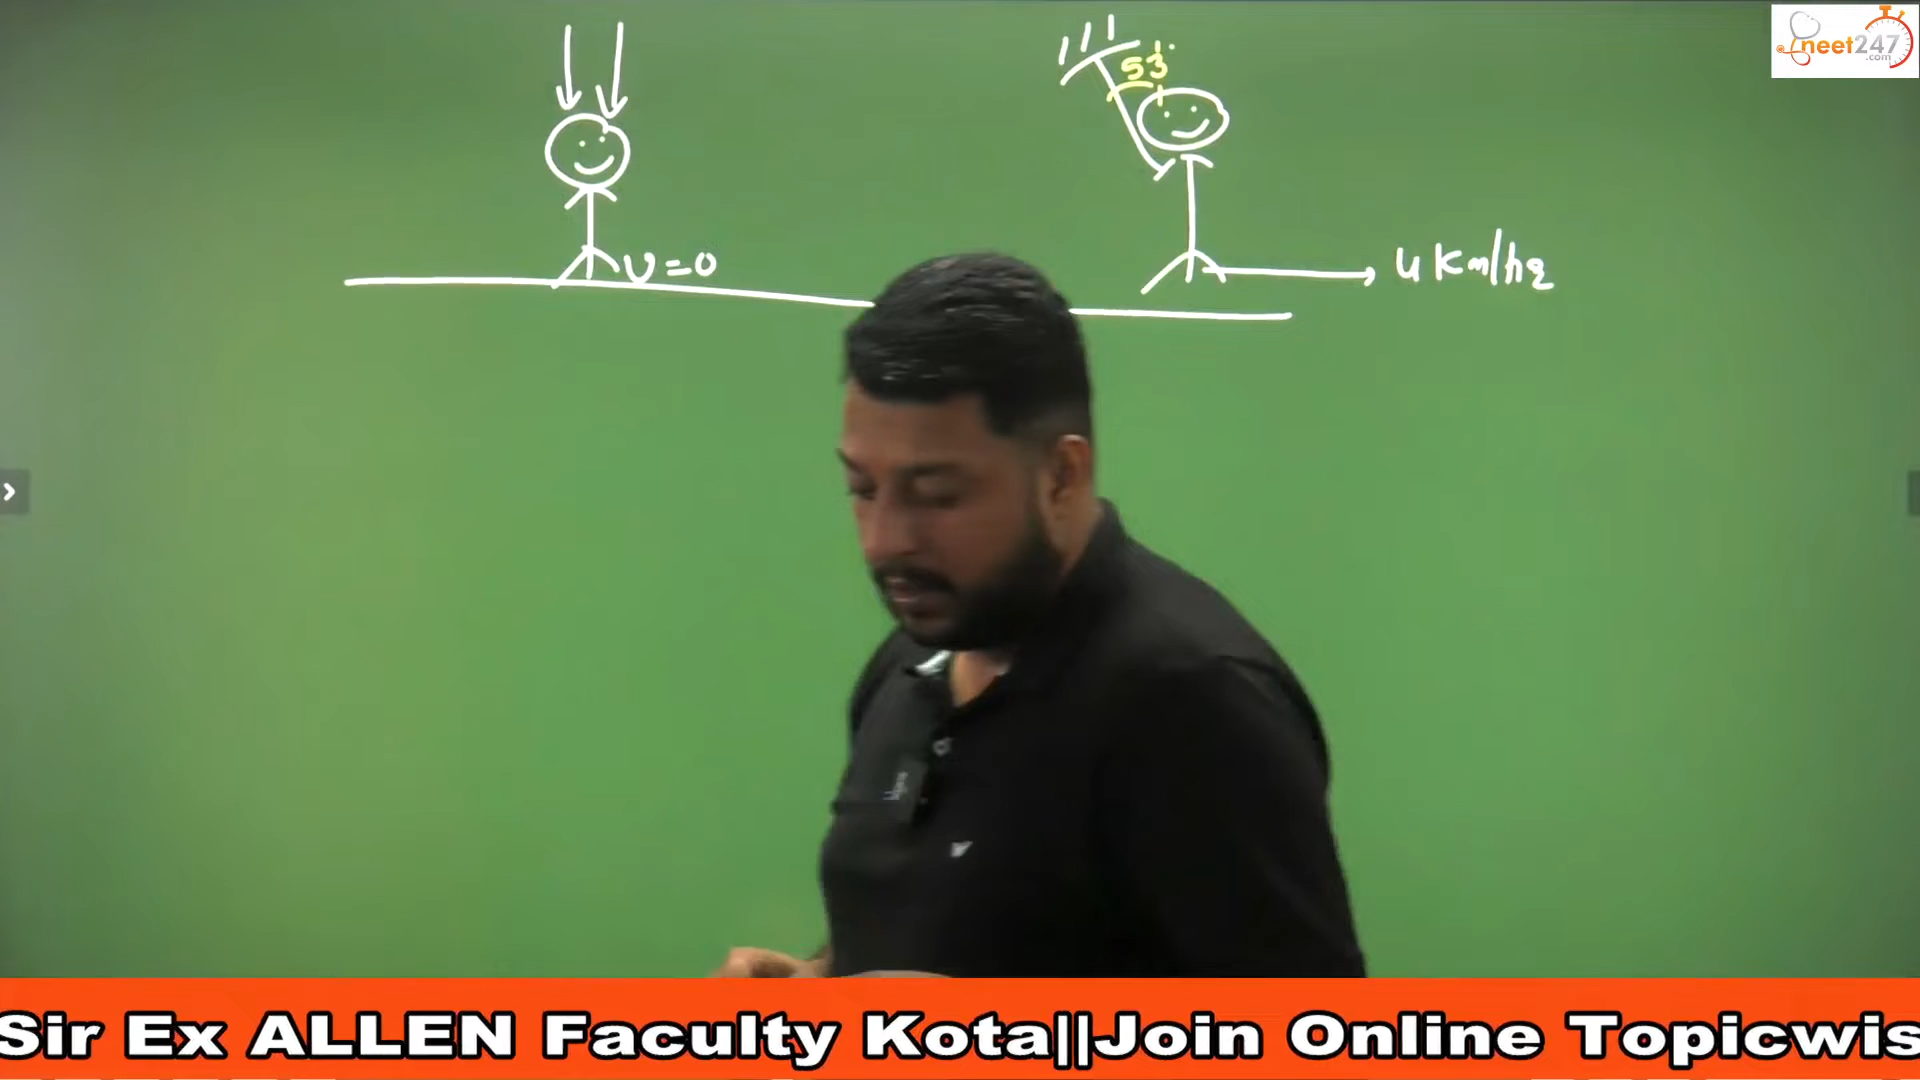 neet247
.com
53°
υ=0
4 Km/hr
Sir Ex ALLEN Faculty Kota||Join Online Topicwis